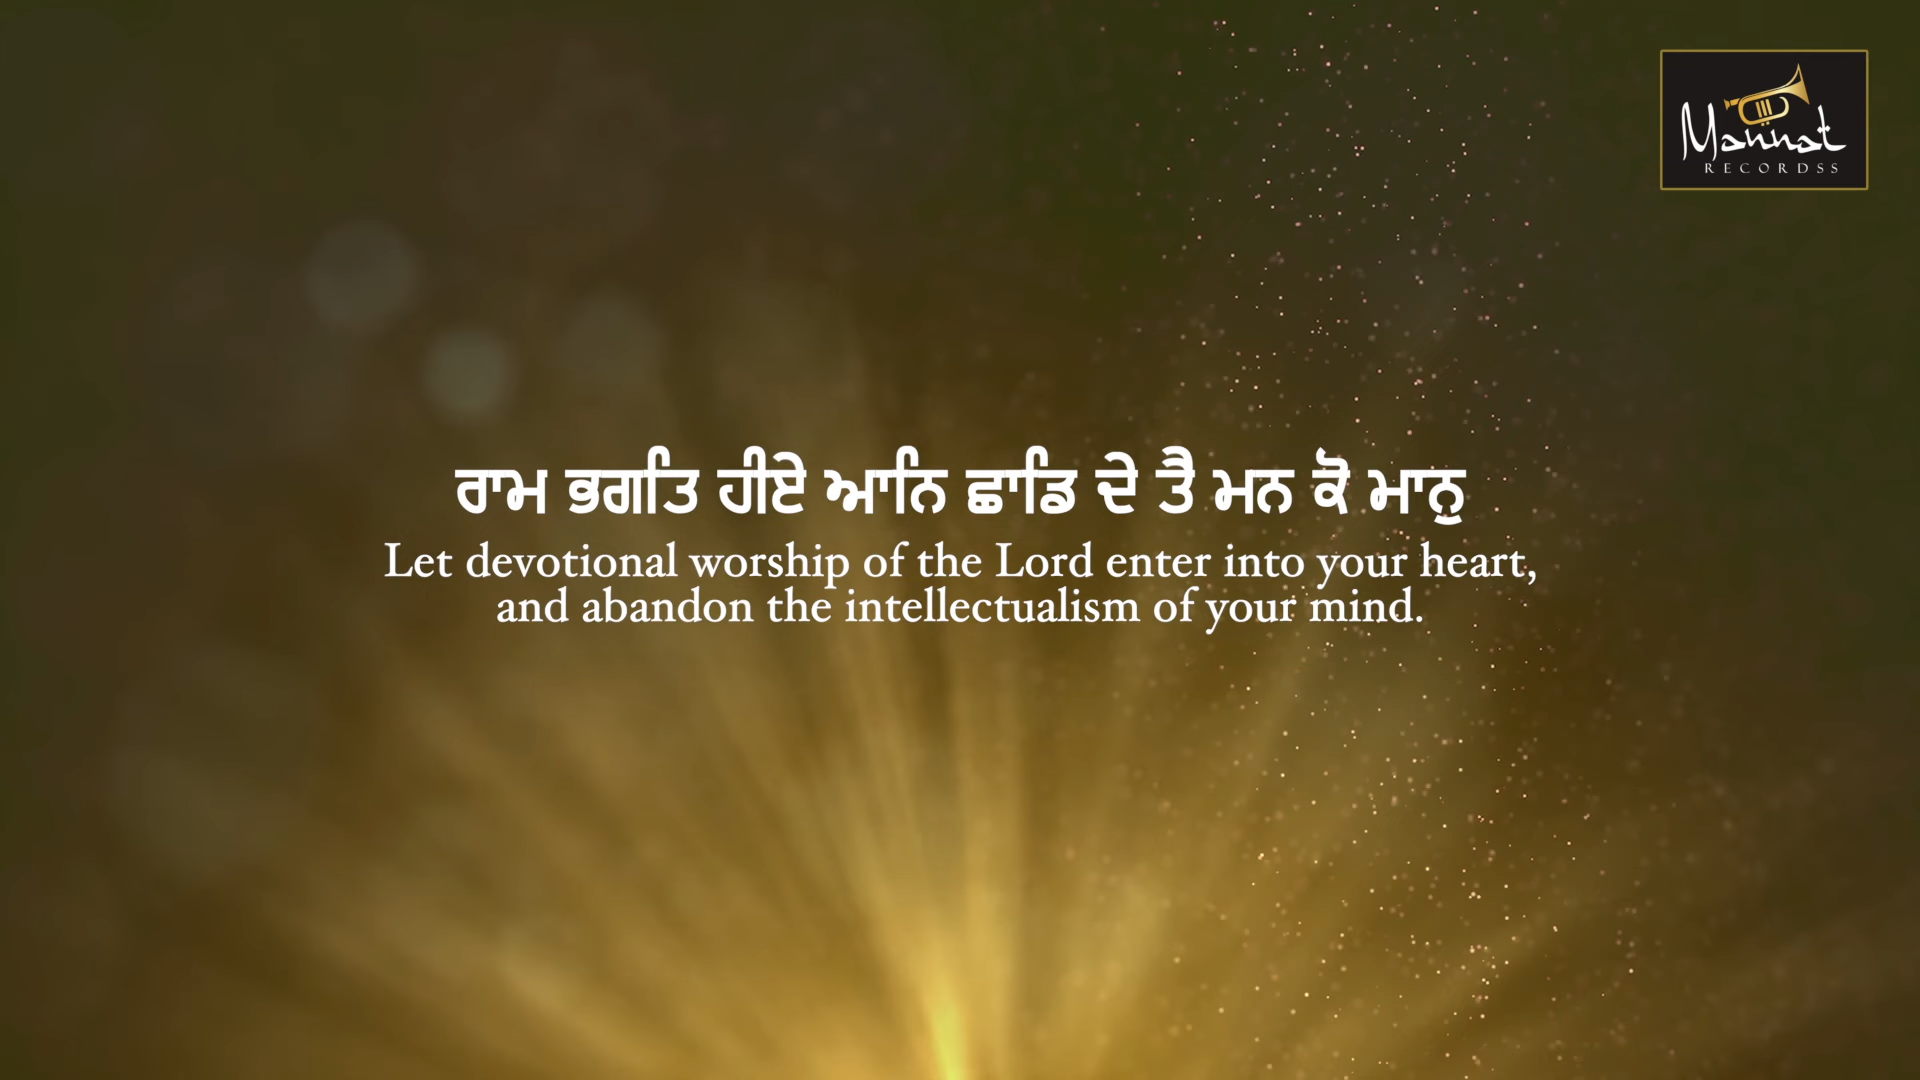 Mannat
RECORDSS
ਰਾਮ ਭਗਤਿ ਹੀਏ ਆਨਿ ਛਾਡਿ ਦੇ ਤੈ ਮਨ ਕੋ ਮਾਨੁ
Let devotional worship of the Lord enter into your heart,
and abandon the intellectualism of your mind.